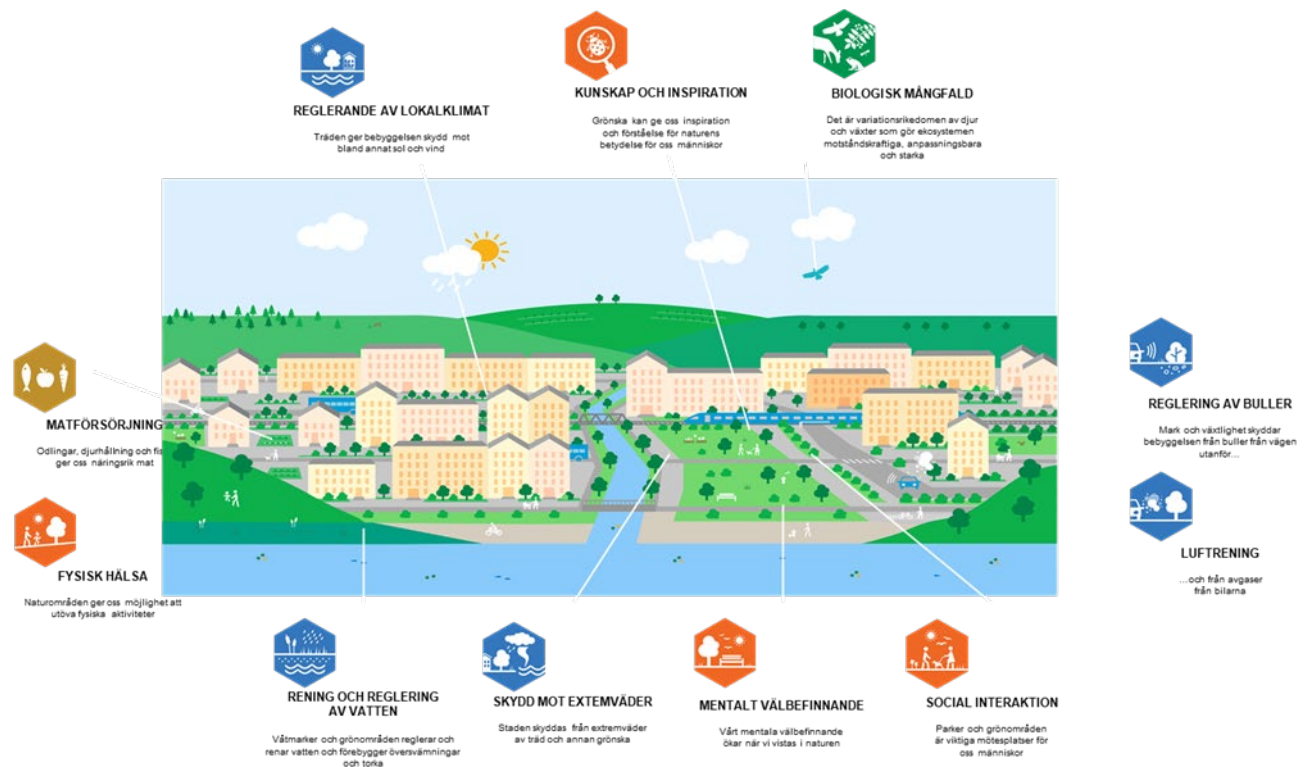 REGLERANDE AV LOKALKLIMAT
Träden ger bebyggelsen skydd mot
bland annat sol och vind
KUNSKAP OCH INSPIRATION
Grönska kan ge oss inspiration
och förståelse för naturens
betydelse för oss människor
BIOLOGISK MÅNGFALD
Det är variationsrikedomen av djur
och växter som gör ekosystemen
motståndskraftiga, anpassningsbara
och starka
MATFÖRSÖRJNING
Odlingar, djurhållning och fis
ger oss näringsrik mat
FYSISK HÄLSA
Naturområden ger oss möjlighet att
utöva fysiska aktiviteter
REGLERING AV BULLER
Mark och växtlighet skyddar
bebyggelsen från buller från vägen
utanför...
LUFTRENING
...och från avgaser
från bilarna
RENING OCH REGLERING
AV VATTEN
Våtmarker och grönområden reglerar och
renar vatten och förebygger översvämningar
och torka
SKYDD MOT EXTEMVÄDER
Staden skyddas från extremväder
av träd och annan grönska
MENTALT VÄLBEFINNANDE
Vårt mentala välbefinnande
ökar när vi vistas i naturen
SOCIAL INTERAKTION
Parker och grönområden
är viktiga mötesplatser för
oss människor